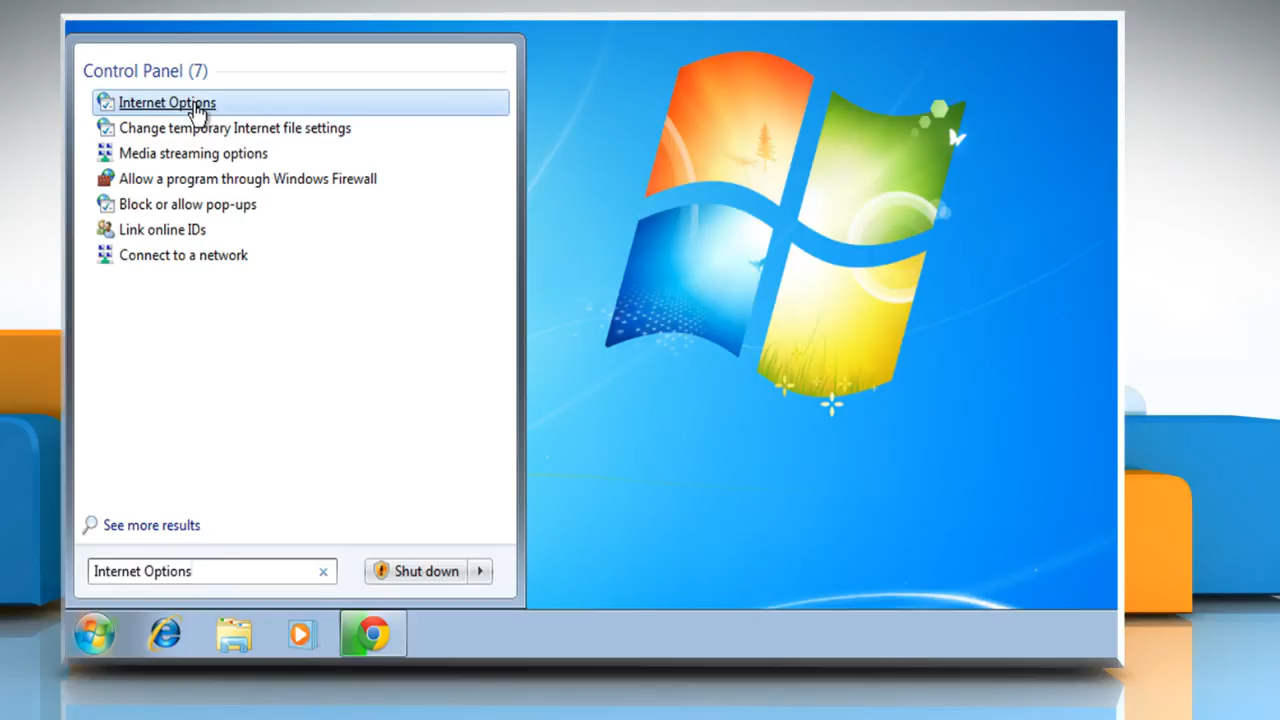 Control Panel (7)
Internet Options
Change temporary Internet file settings
Media streaming options
Allow a program through Windows Firewall
Block or allow pop-ups
Link online IDs
Connect to a network
See more results
Internet Options
Shut down